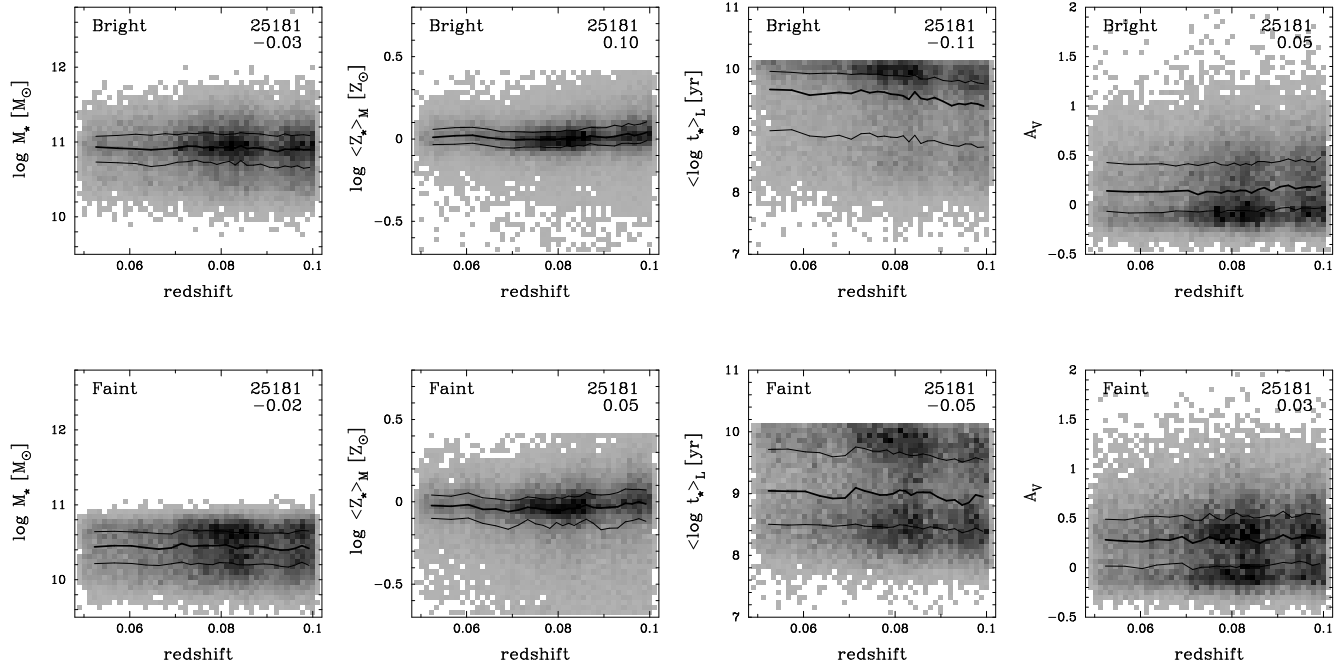 Bright 25181
−0.03
12
11
10
log M⋆ [M⊙]
0.06 0.08 0.1
redshift
Bright 25181
0.10
0.5
0
−0.5
log <Z⋆>M [Z⊙]
0.06 0.08 0.1
redshift
Bright 25181
−0.11
11
10
9
8
7
<log t⋆>L [yr]
0.06 0.08 0.1
redshift
Bright 25181
0.05
2
1.5
1
0.5
0
−0.5
AV
0.06 0.08 0.1
redshift
Faint 25181
−0.02
12
11
10
log M⋆ [M⊙]
0.06 0.08 0.1
redshift
Faint 25181
0.05
0.5
0
−0.5
log <Z⋆>M [Z⊙]
0.06 0.08 0.1
redshift
Faint 25181
−0.05
11
10
9
8
7
<log t⋆>L [yr]
0.06 0.08 0.1
redshift
Faint 25181
0.03
2
1.5
1
0.5
0
−0.5
AV
0.06 0.08 0.1
redshift